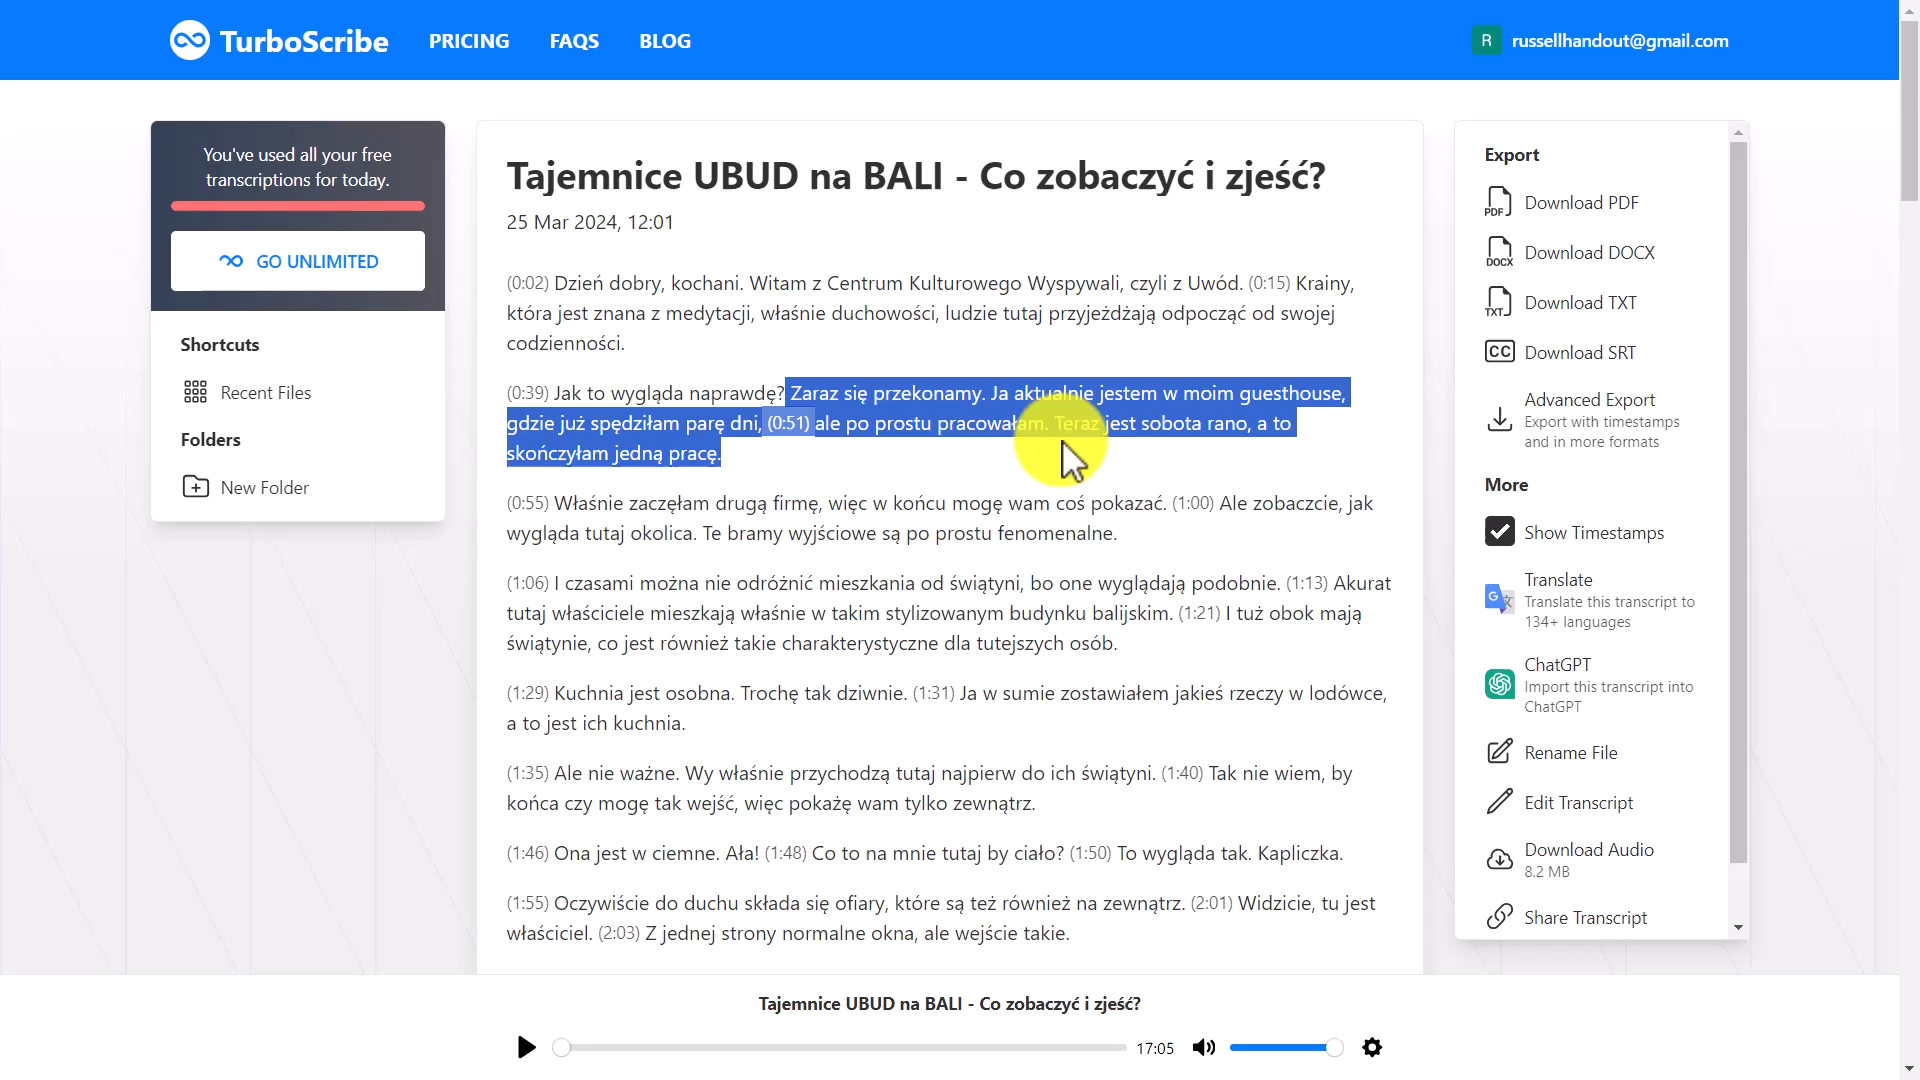 TurboScribe PRICING FAQS BLOG
R russellhandout@gmail.com
You've used all your free
transcriptions for today.
GO UNLIMITED
Shortcuts
Recent Files
Folders
New Folder
Tajemnice UBUD na BALI - Co zobaczyć i zjeść?
25 Mar 2024, 12:01
(0:02) Dzień dobry, kochani. Witam z Centrum Kulturowego Wyspywali, czyli z Uwód. (0:15) Krainy,
która jest znana z medytacji, właśnie duchowości, ludzie tutaj przyjeżdżają odpocząć od swojej
codzienności.
(0:39) Jak to wygląda naprawdę? Zaraz się przekonamy. Ja aktualnie jestem w moim guesthouse,
gdzie już spędziłam parę dni, (0:51) ale po prostu pracowałam. Teraz jest sobota rano, a to
skończyłam jedną pracę.
(0:55) Właśnie zaczęłam drugą firmę, więc w końcu mogę wam coś pokazać. (1:00) Ale zobaczcie, jak
wygląda tutaj okolica. Te bramy wyjściowe są po prostu fenomenalne.
(1:06) I czasami można nie odróżnić mieszkania od świątyni, bo one wyglądają podobnie. (1:13) Akurat
tutaj właściciele mieszkają właśnie w takim stylizowanym budynku balijskim. (1:21) I tuż obok mają
świątynie, co jest również takie charakterystyczne dla tutejszych osób.
(1:29) Kuchnia jest osobna. Trochę tak dziwnie. (1:31) Ja w sumie zostawiałem jakieś rzeczy w lodówce,
a to jest ich kuchnia.
(1:35) Ale nie ważne. Wy właśnie przychodzą tutaj najpierw do ich świątyni. (1:40) Tak nie wiem, by
końca czy mogę tak wejść, więc pokażę wam tylko zewnątrz.
(1:46) Ona jest w ciemne. Ała! (1:48) Co to na mnie tutaj by ciało? (1:50) To wygląda tak. Kapliczka.
(1:55) Oczywiście do duchu składa się ofiary, które są też również na zewnątrz. (2:01) Widzicie, tu jest
właściciel. (2:03) Z jednej strony normalne okna, ale wejście takie.
Export
PDF Download PDF
DOCX Download DOCX
TXT Download TXT
CC Download SRT
Advanced Export
Export with timestamps
and in more formats
More
Show Timestamps
Translate
Translate this transcript to
134+ languages
ChatGPT
Import this transcript into
ChatGPT
Rename File
Edit Transcript
Download Audio
8.2 MB
Share Transcript
Tajemnice UBUD na BALI - Co zobaczyć i zjeść?
17:05